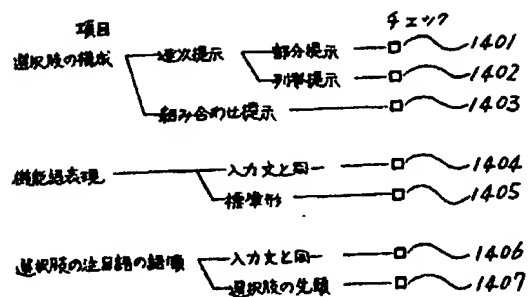 項目 チェック
選択肢の構成 逐次提示 部分提示 1401
列挙提示 1402
組み合わせ提示 1403
機能語表現 入力文と同一 1404
標準形 1405
選択肢の注目語の語順 入力文と同一 1406
選択肢の先頭 1407